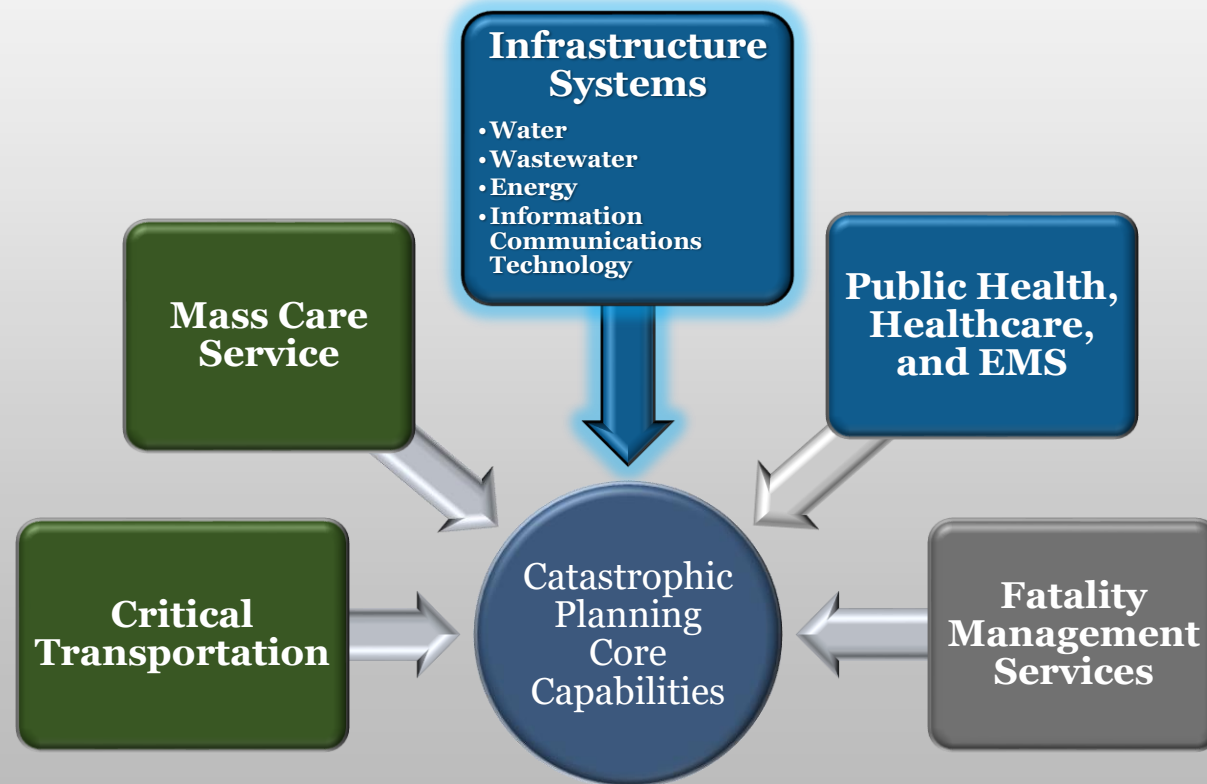 Infrastructure
Systems
• Water
• Wastewater
• Energy
• Information
Communications
Technology
Mass Care
Service
Public Health,
Healthcare,
and EMS
Critical
Transportation
Catastrophic
Planning
Core
Capabilities
Fatality
Management
Services